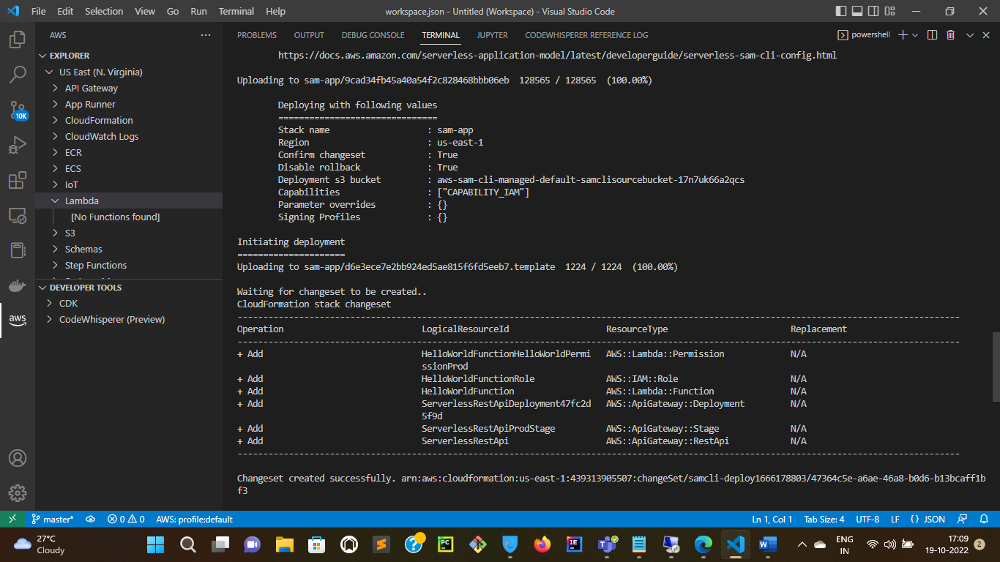 File Edit Selection View Go Run Terminal Help
workspace.json - Untitled (Workspace) - Visual Studio Code
AWS
EXPLORER
US East (N. Virginia)
API Gateway
App Runner
CloudFormation
CloudWatch Logs
ECR
ECS
IoT
Lambda
[No Functions found]
S3
Schemas
Step Functions
DEVELOPER TOOLS
CDK
CodeWhisperer (Preview)
10K
aws
PROBLEMS OUTPUT DEBUG CONSOLE TERMINAL JUPYTER CODEWHISPERER REFERENCE LOG
powershell
https://docs.aws.amazon.com/serverless-application-model/latest/developerguide/serverless-sam-cli-config.html
Uploading to sam-app/9cad34fb45a40a54f2c828468bbb06eb 128565 / 128565 (100.00%)
Deploying with following values
===============================
Stack name : sam-app
Region : us-east-1
Confirm changeset : True
Disable rollback : True
Deployment s3 bucket : aws-sam-cli-managed-default-samclisourcebucket-17n7uk66a2qcs
Capabilities : ["CAPABILITY_IAM"]
Parameter overrides : {}
Signing Profiles : {}
Initiating deployment
=====================
Uploading to sam-app/d6e3ece7e2bb924ed5ae815f6fd5eeb7.template 1224 / 1224 (100.00%)
Waiting for changeset to be created..
CloudFormation stack changeset
Operation LogicalResourceId ResourceType Replacement
+ Add HelloWorldFunctionHelloWorldPermi AWS::Lambda::Permission N/A
ssionProd
+ Add HelloWorldFunctionRole AWS::IAM::Role N/A
+ Add HelloWorldFunction AWS::Lambda::Function N/A
+ Add ServerlessRestApiDeployment47fc2d AWS::ApiGateway::Deployment N/A
5f9d
+ Add ServerlessRestApiProdStage AWS::ApiGateway::Stage N/A
+ Add ServerlessRestApi AWS::ApiGateway::RestApi N/A
Changeset created successfully. arn:aws:cloudformation:us-east-1:439313905507:changeSet/samcli-deploy1666178803/47364c5e-a6ae-46a8-b0d6-b13bcaff1b
f3
master* 0 0 AWS: profile:default
Ln 1, Col 1 Tab Size: 4 UTF-8 LF {} JSON
27°C
Cloudy
ENG
IN
17:09
19-10-2022
2